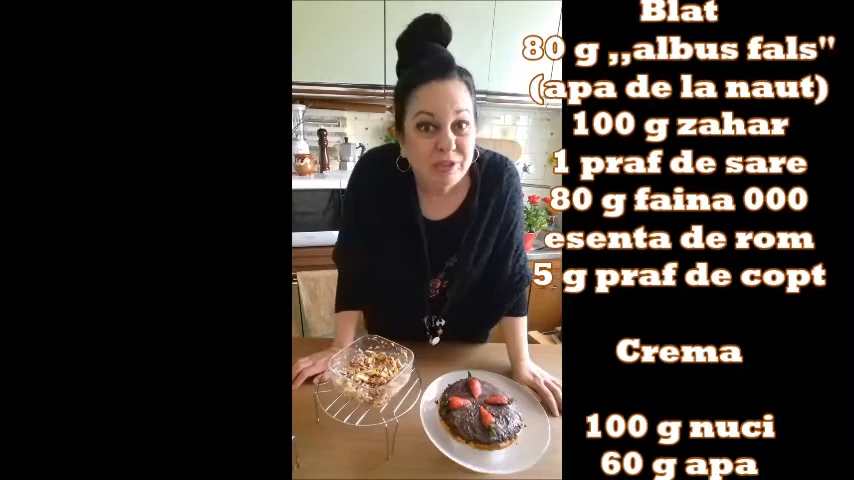 Blat
80 g ,,albus fals"
(apa de la naut)
100 g zahar
1 praf de sare
80 g faina 000
esenta de rom
5 g praf de copt
Crema
100 g nuci
60 g apa